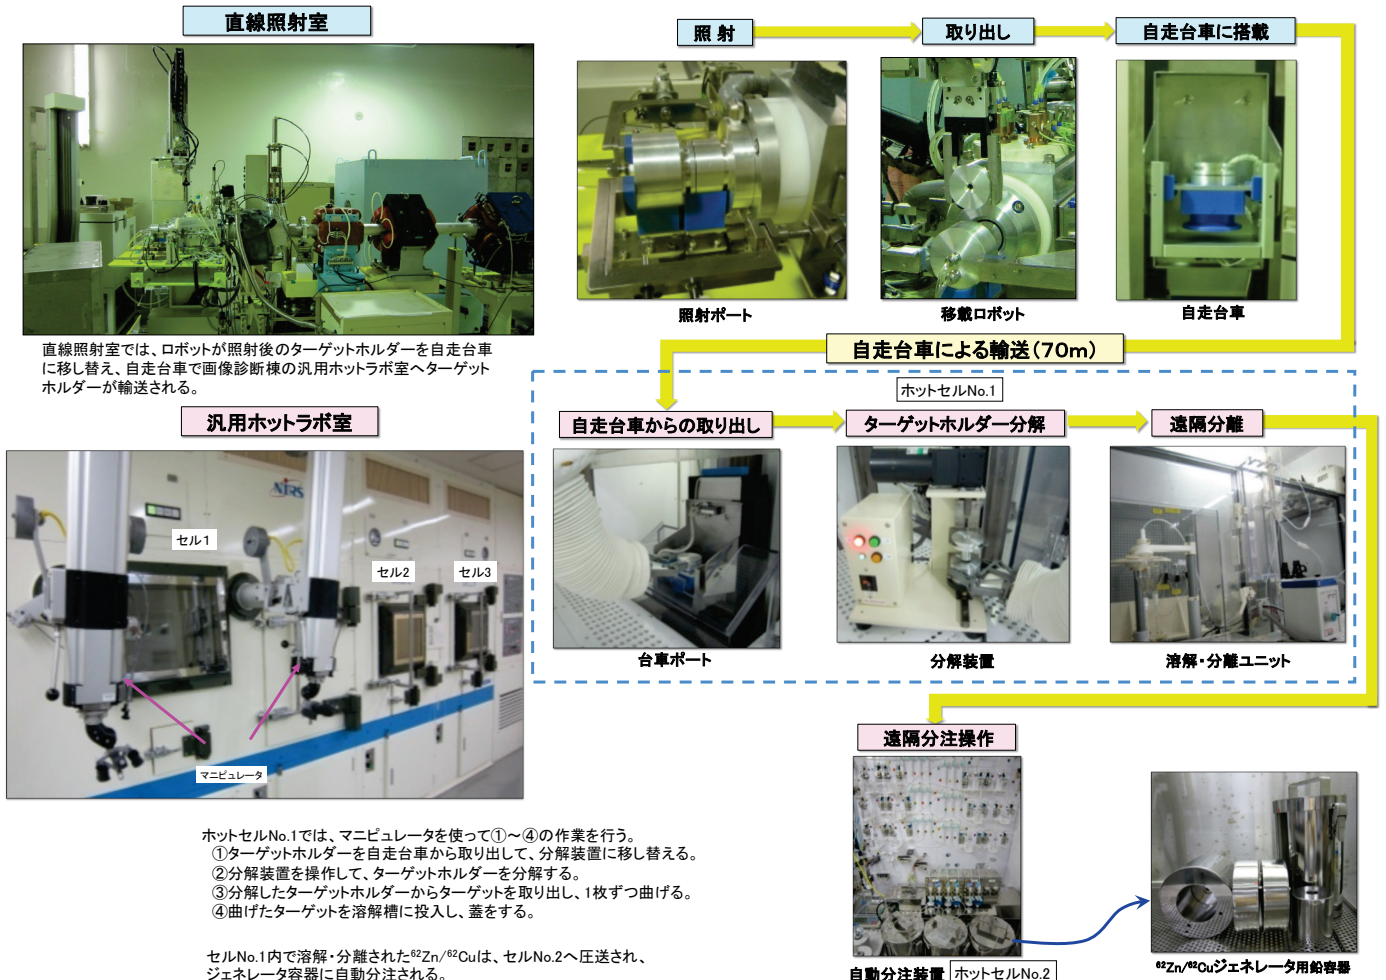 直線照射室
直線照射室では、ロボットが照射後のターゲットホルダーを自走台車
に移し替え、自走台車で画像診断棟の汎用ホットラボ室へターゲット
ホルダーが輸送される。
汎用ホットラボ室
NIRS
セル1
セル2
セル3
マニピュレータ
照 射
取り出し
自走台車に搭載
照射ポート
移載ロボット
自走台車
自走台車による輸送(70m)
ホットセルNo.1
自走台車からの取り出し
ターゲットホルダー分解
遠隔分離
台車ポート
分解装置
溶解・分離ユニット
遠隔分注操作
自動分注装置
ホットセルNo.2
⁶²Zn/⁶²Cuジェネレータ用鉛容器
ホットセルNo.1では、マニピュレータを使って①～④の作業を行う。
①ターゲットホルダーを自走台車から取り出して、分解装置に移し替える。
②分解装置を操作して、ターゲットホルダーを分解する。
③分解したターゲットホルダーからターゲットを取り出し、1枚ずつ曲げる。
④曲げたターゲットを溶解槽に投入し、蓋をする。
セルNo.1内で溶解・分離された⁶²Zn/⁶²Cuは、セルNo.2へ圧送され、
ジェネレータ容器に自動分注される。